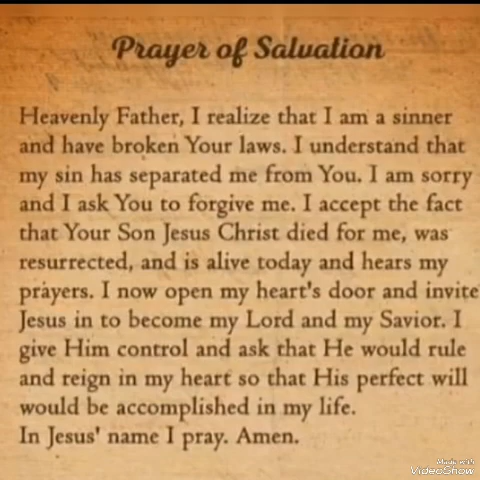 Prayer of Salvation
Heavenly Father, I realize that I am a sinner
and have broken Your laws. I understand that
my sin has separated me from You. I am sorry
and I ask You to forgive me. I accept the fact
that Your Son Jesus Christ died for me, was
resurrected, and is alive today and hears my
prayers. I now open my heart's door and invite
Jesus in to become my Lord and my Savior. I
give Him control and ask that He would rule
and reign in my heart so that His perfect will
would be accomplished in my life.
In Jesus' name I pray. Amen.
Made with
VideoShow